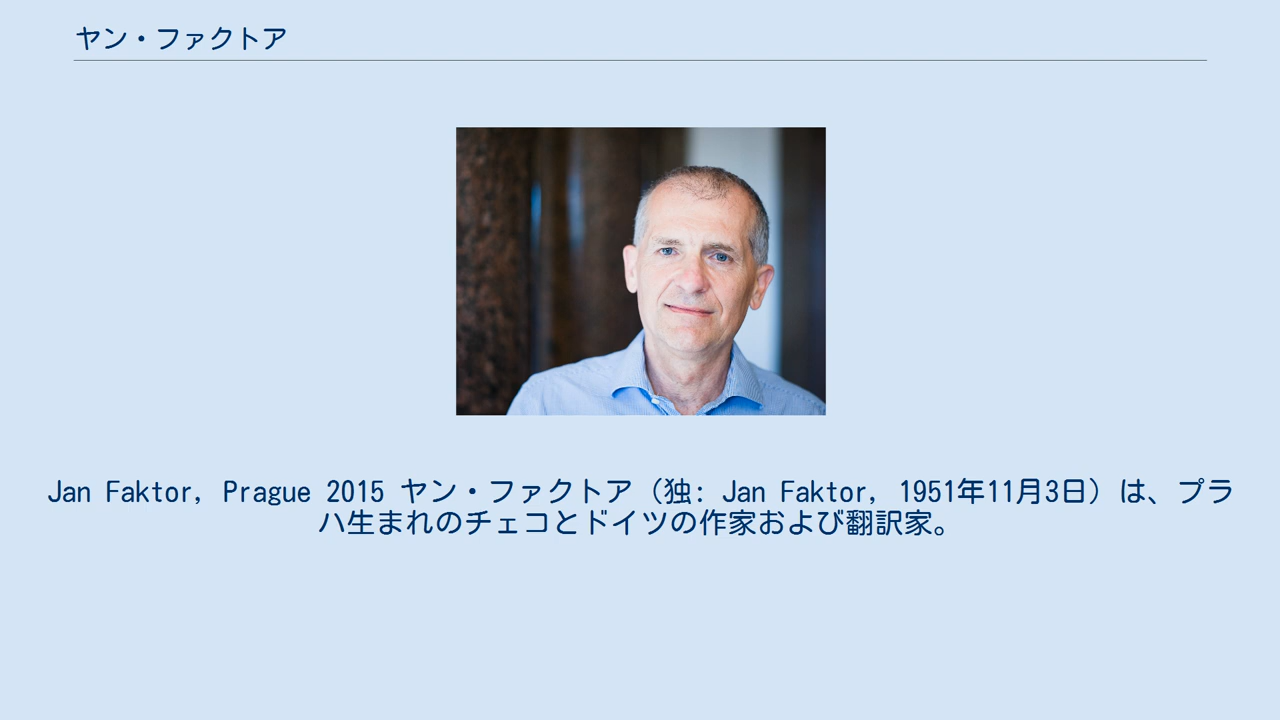 ヤン・ファクトア
Jan Faktor, Prague 2015 ヤン・ファクトア（独: Jan Faktor, 1951年11月3日）は、プラ
ハ生まれのチェコとドイツの作家および翻訳家。